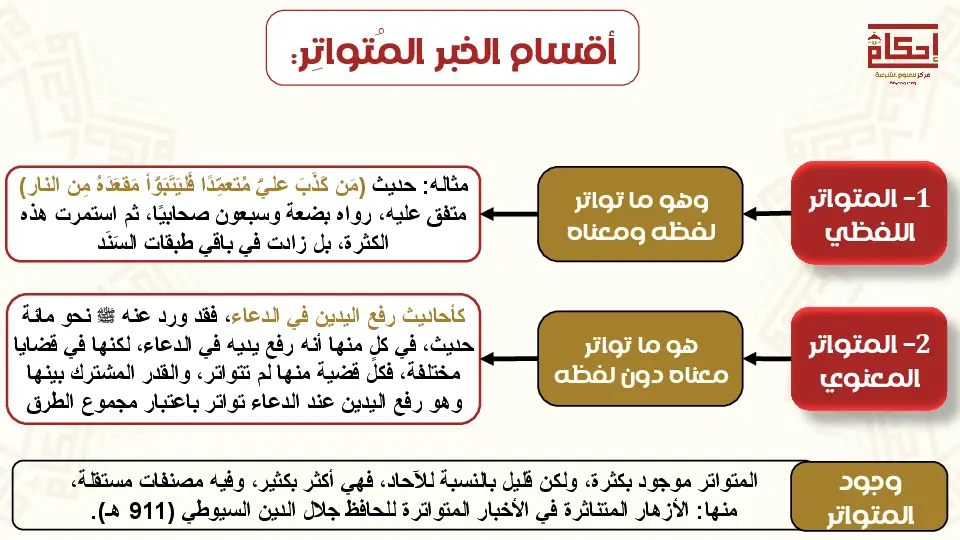 أقسام الخبر المُتواتِر:
إحكام
مركز للعلوم الشرعية
1- المتواتر
اللفظي
وهو ما تواتر
لفظه ومعناه
مثاله: حديث (مَن كَذَّبَ عليَّ مُتعمِّدًا فَليَتَبَوَّأ مَقعَدَهُ مِن النار)
متفق عليه، رواه بضعة وسبعون صحابيًا، ثم استمرت هذه
الكثرة، بل زادت في باقي طبقات السَنَد
2- المتواتر
المعنوي
هو ما تواتر
معناه دون لفظه
كأحاديث رفع اليدين في الدعاء، فقد ورد عنه ﷺ نحو مائة
حديث، في كل منها أنه رفع يديه في الدعاء، لكنها في قضايا
مختلفة، فكلّ قضية منها لم تتواتر، والقدر المشترك بينها
وهو رفع اليدين عند الدعاء تواتر باعتبار مجموع الطرق
وجود
المتواتر
المتواتر موجود بكثرة، ولكن قليل بالنسبة للآحاد، فهي أكثر بكثير، وفيه مصنفات مستقلة،
منها: الأزهار المتناثرة في الأخبار المتواترة للحافظ جلال الدين السيوطي (911 هـ).